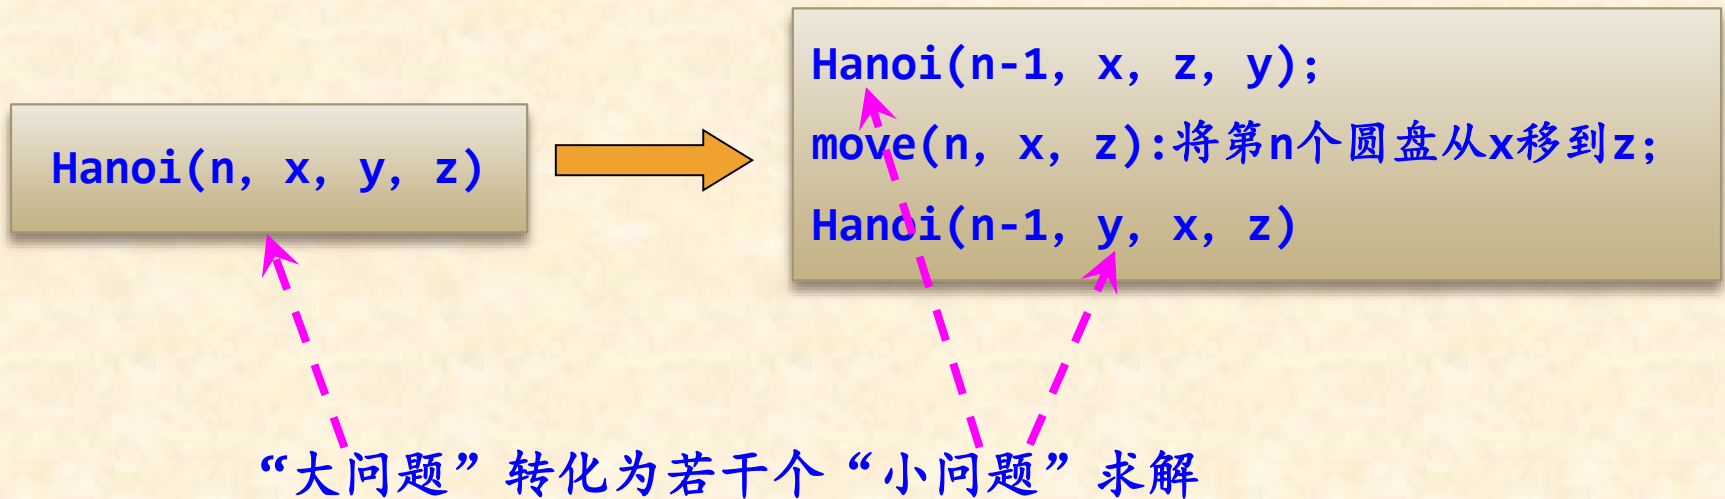 Hanoi(n, x, y, z)
Hanoi(n-1, x, z, y);
move(n, x, z):将第n个圆盘从x移到z;
Hanoi(n-1, y, x, z)
“大问题”转化为若干个“小问题”求解